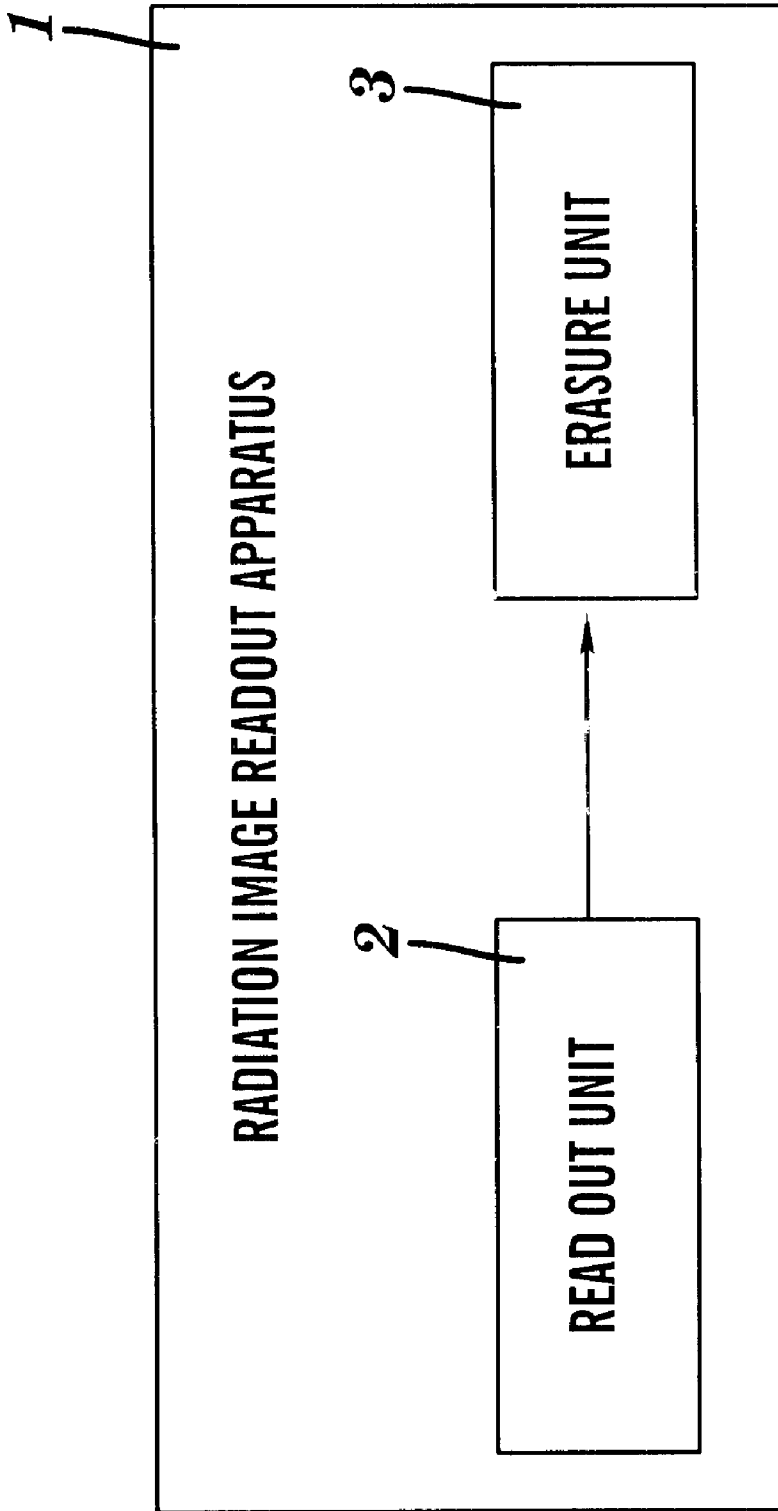 1
RADIATION IMAGE READOUT APPARATUS
2
READ OUT UNIT
3
ERASURE UNIT